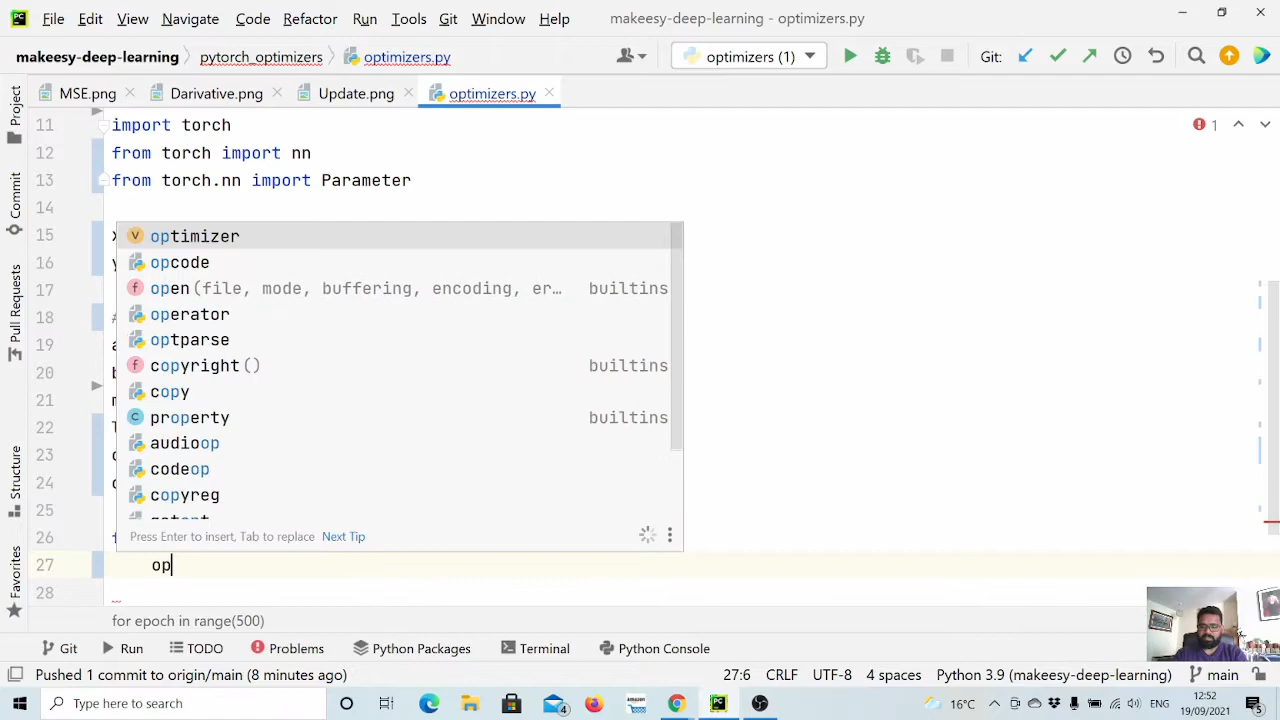 File Edit View Navigate Code Refactor Run Tools Git Window Help makeesy-deep-learning - optimizers.py
makeesy-deep-learning pytorch_optimizers optimizers.py optimizers (1) Git:
MSE.png Darivative.png Update.png optimizers.py
Project
Commit
Pull Requests
Structure
Favorites
11 import torch
12 from torch import nn
13 from torch.nn import Parameter
14
15
16
17
18
19
20
21
22
23
24
25
26
27 op
28
1
optimizer
opcode
open(file, mode, buffering, encoding, er… builtins
operator
optparse
copyright() builtins
copy
property builtins
audioop
codeop
copyreg
Press Enter to insert, Tab to replace Next Tip
for epoch in range(500)
Git Run TODO Problems Python Packages Terminal Python Console
Pushed 1 commit to origin/main (8 minutes ago) 27:6 CRLF UTF-8 4 spaces Python 3.9 (makeesy-deep-learning) main
Type here to search 4 amazon 16°C ENG 12:52 19/09/2021 5